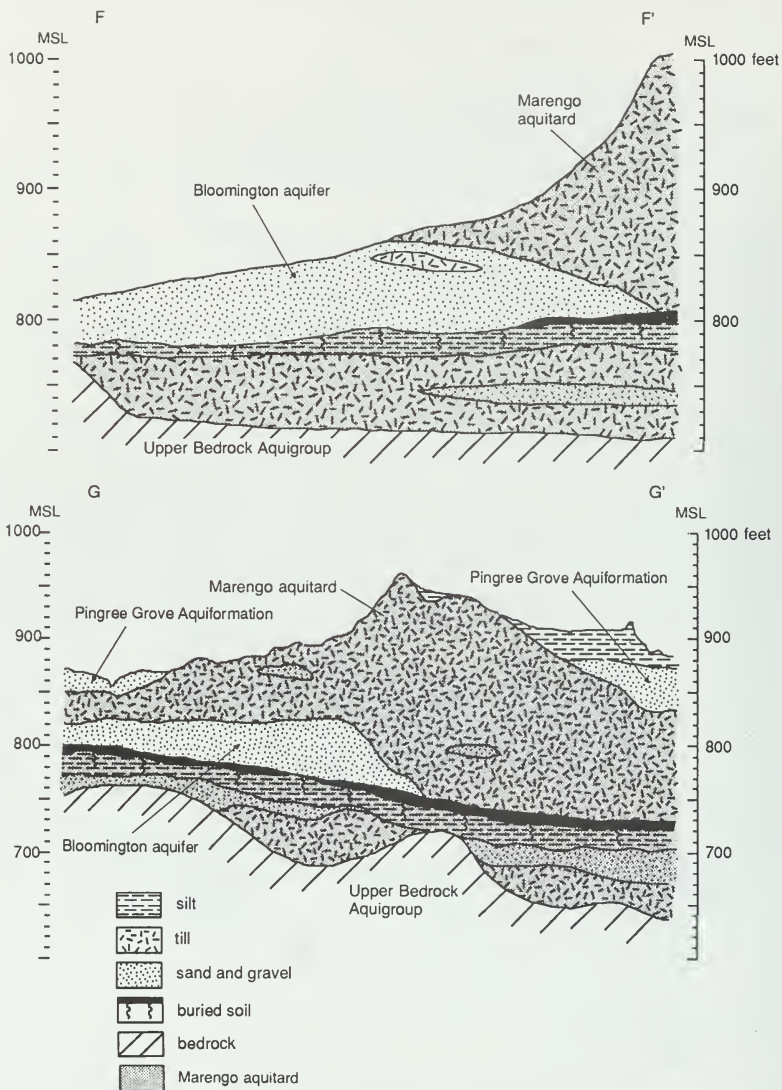 F
F'
MSL
MSL
1000
1000 feet
Marengo
aquitard
Bloomington aquifer
900
900
800
800
Upper Bedrock Aquigroup
G
G'
MSL
MSL
1000
1000 feet
Marengo aquitard
Pingree Grove Aquiformation
Pingree Grove Aquiformation
900
900
800
800
Bloomington aquifer
700
700
Upper Bedrock
Aquigroup
silt
till
sand and gravel
buried soil
bedrock
Marengo aquitard